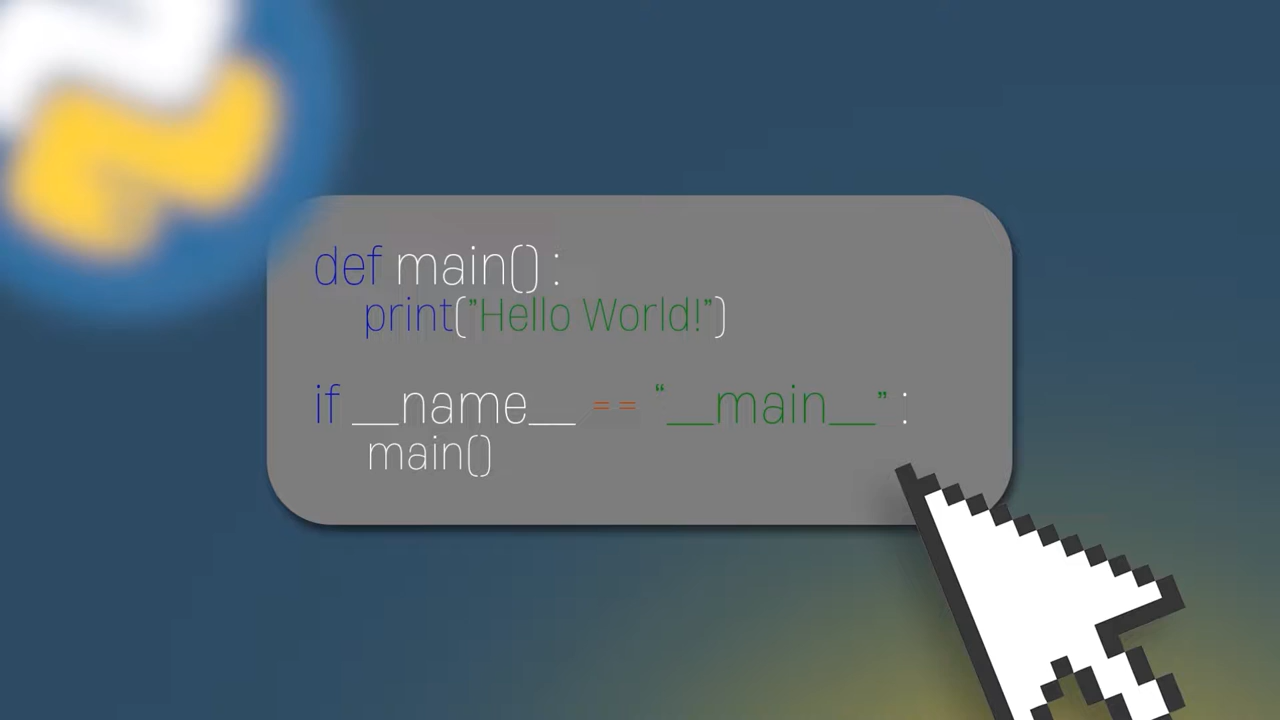 def main() :
print("Hello World!")
if __name__ == “__main__” :
main()